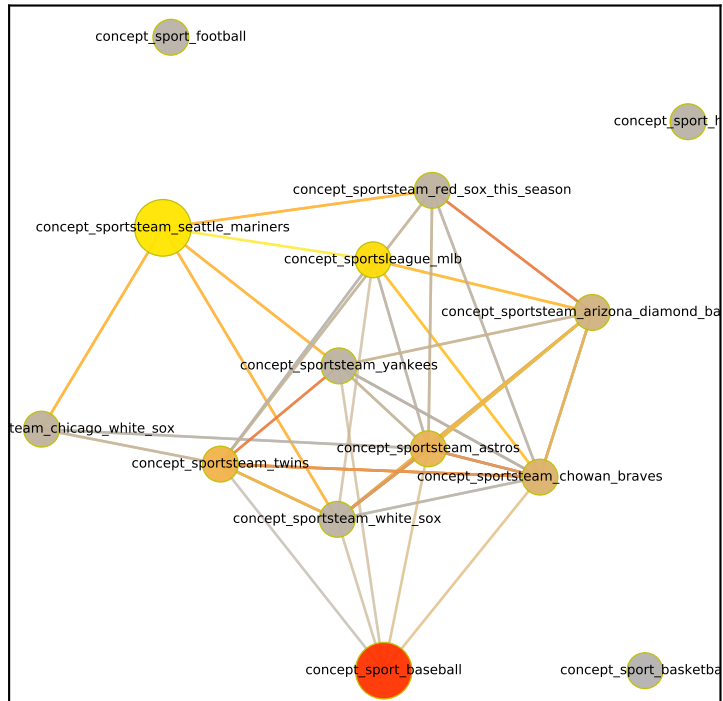 concept_sport_football
concept_sport_h
concept_sportsteam_red_sox_this_season
concept_sportsteam_seattle_mariners
concept_sportsleague_mlb
concept_sportsteam_arizona_diamond_ba
concept_sportsteam_yankees
team_chicago_white_sox
concept_sportsteam_astros
concept_sportsteam_twins
concept_sportsteam_chowan_braves
concept_sportsteam_white_sox
concept_sport_baseball
concept_sport_basketba